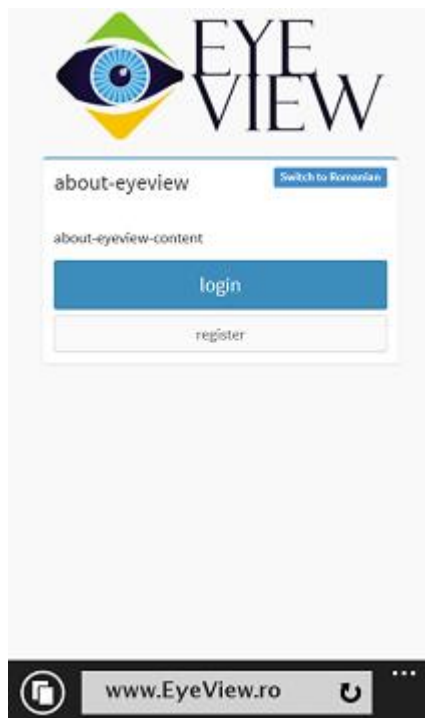 EYE
VIEW
about-eyeview
Switch to Romanian
about-eyeview-content
login
register
www.EyeView.ro